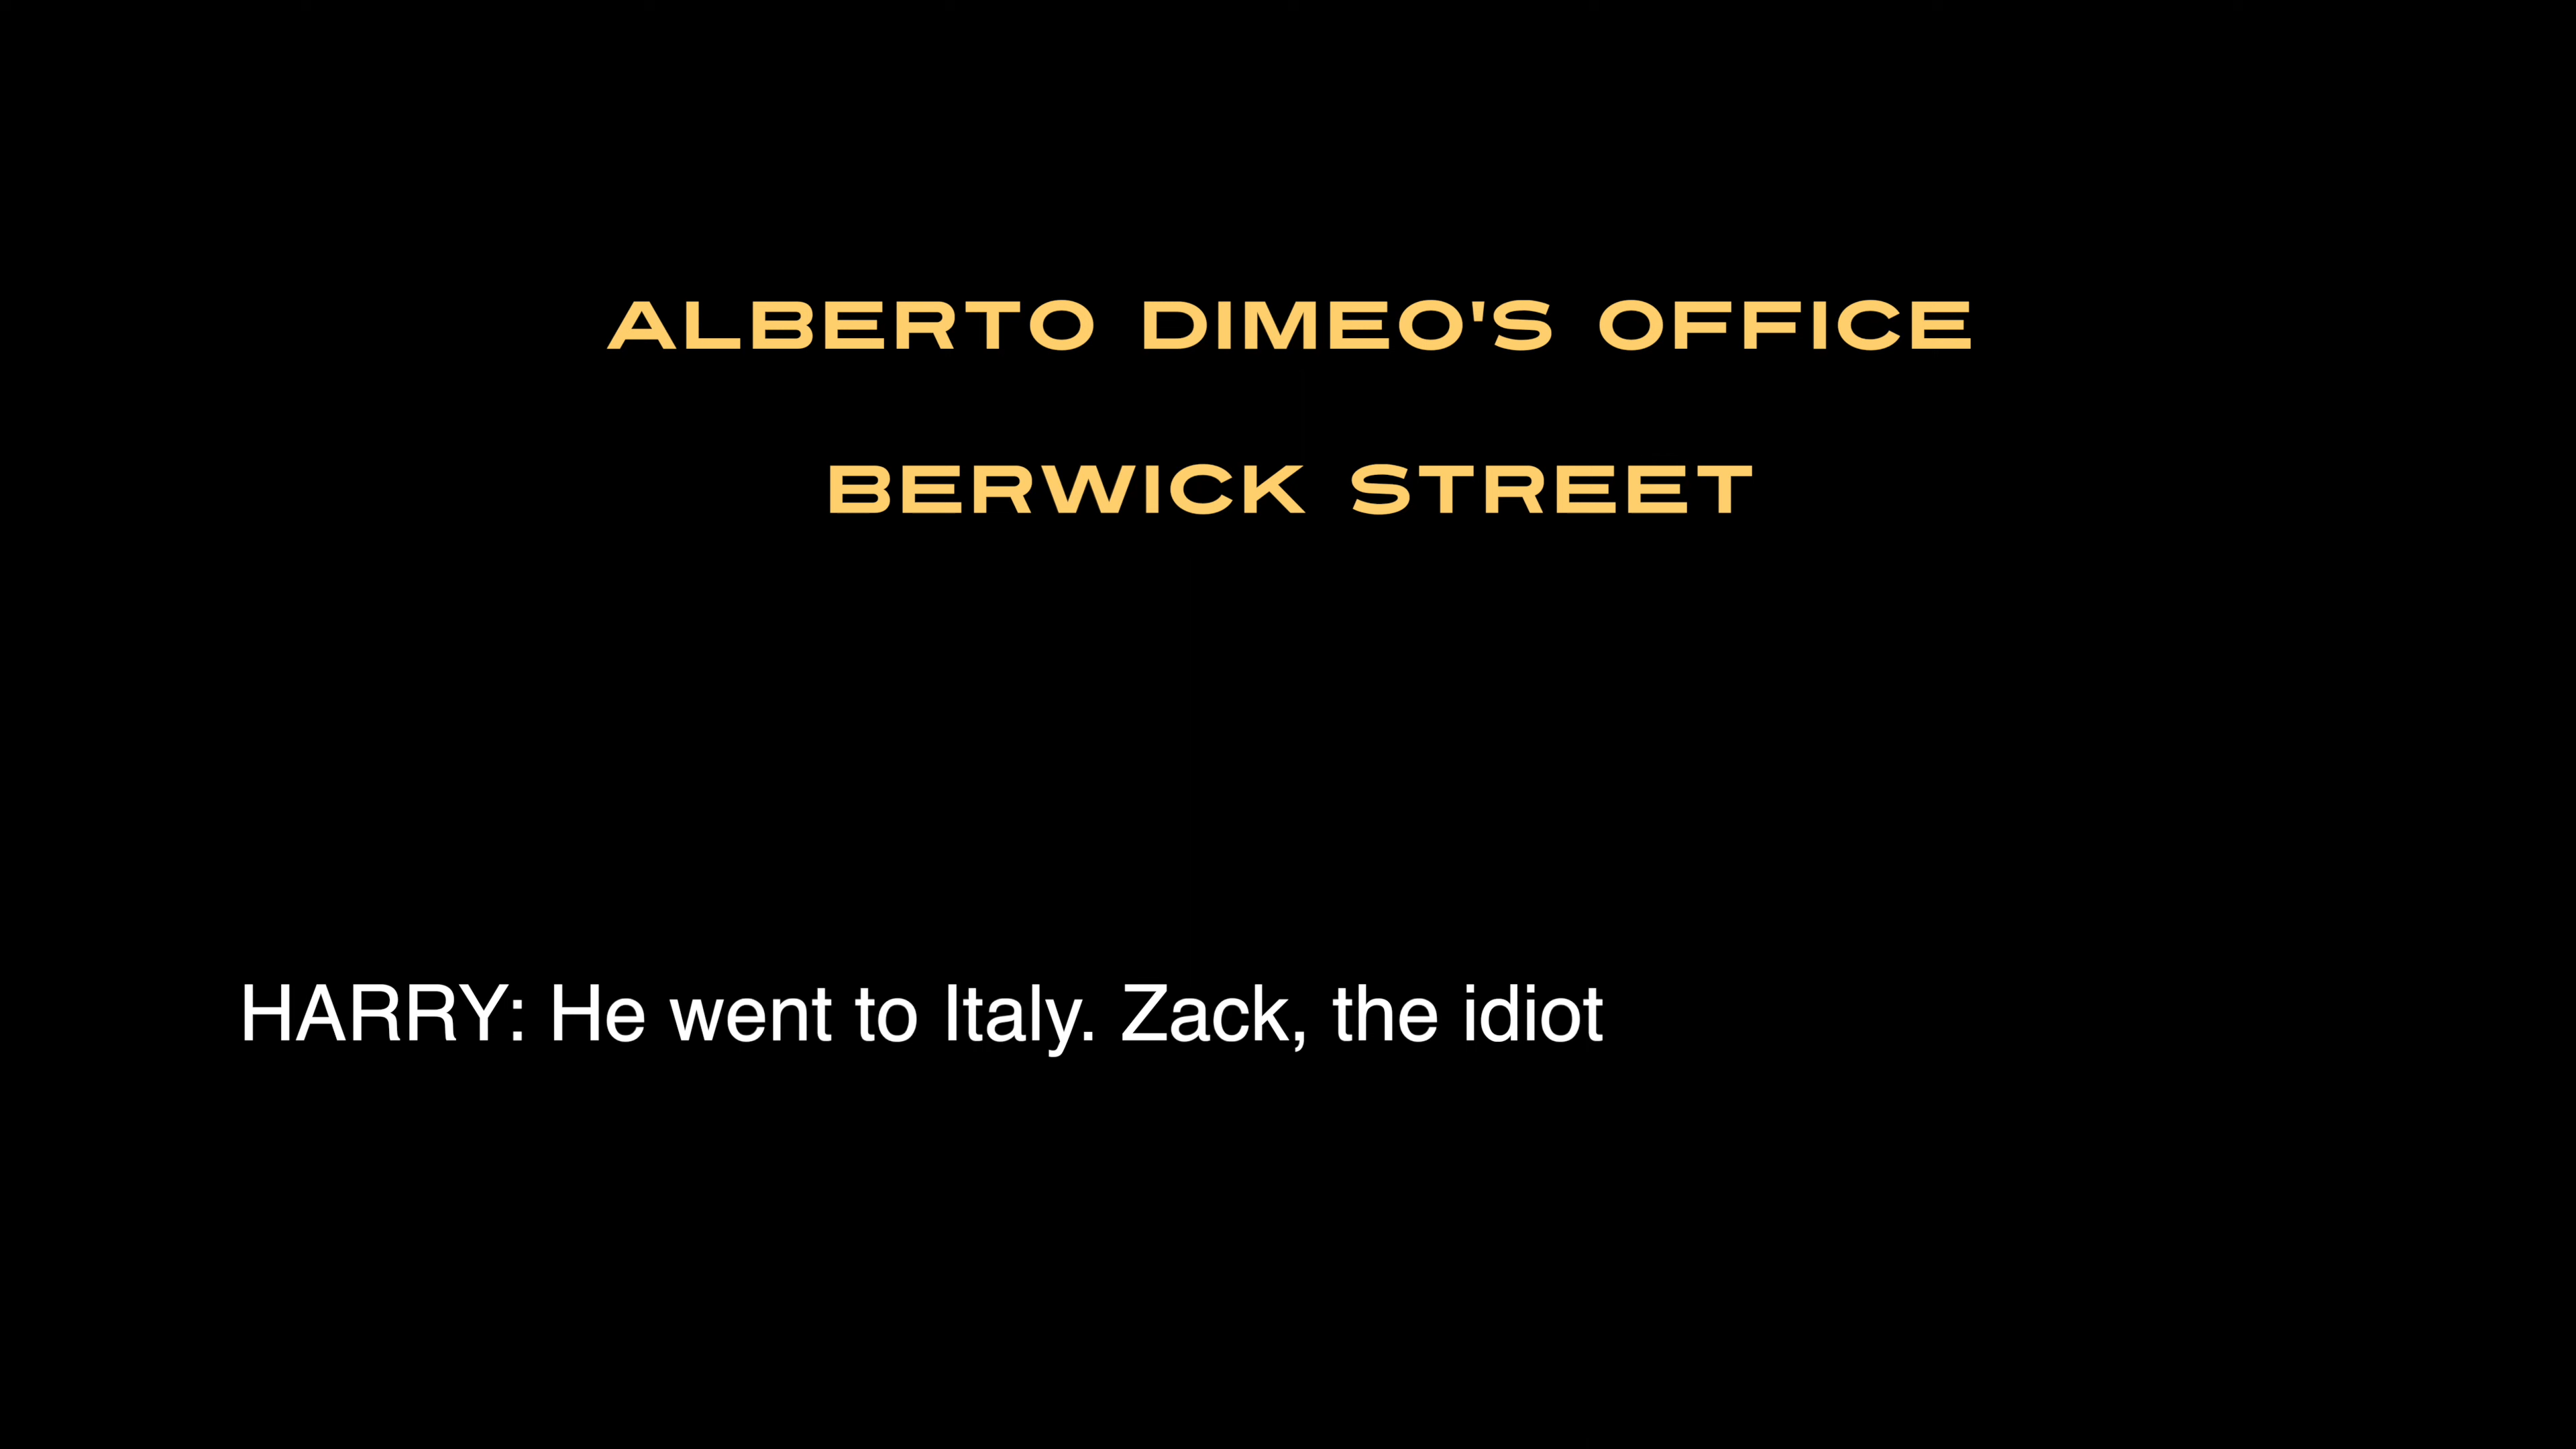 ALBERTO DIMEO'S OFFICE
BERWICK STREET
HARRY: He went to Italy. Zack, the idiot